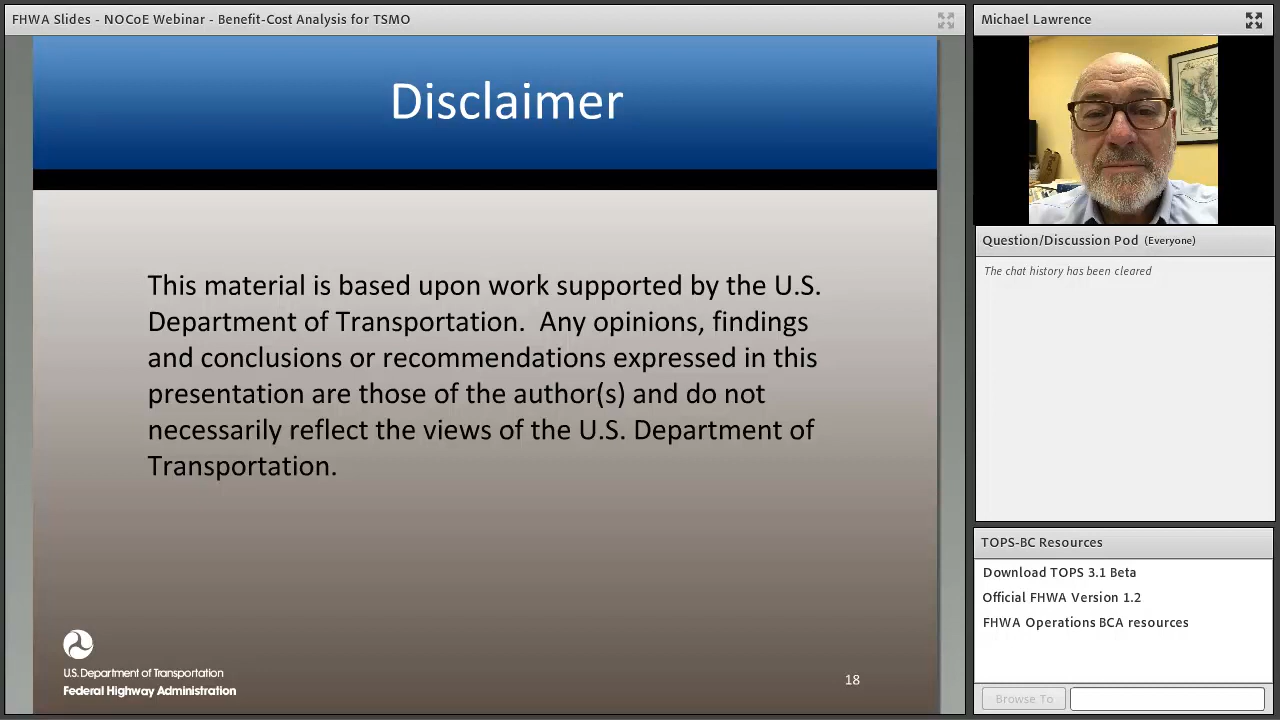 FHWA Slides - NOCoE Webinar - Benefit-Cost Analysis for TSMO
Disclaimer
This material is based upon work supported by the U.S.
Department of Transportation.  Any opinions, findings
and conclusions or recommendations expressed in this
presentation are those of the author(s) and do not
necessarily reflect the views of the U.S. Department of
Transportation.
U.S. Department of Transportation
Federal Highway Administration
18
Michael Lawrence
Question/Discussion Pod (Everyone)
The chat history has been cleared
TOPS-BC Resources
Download TOPS 3.1 Beta
Official FHWA Version 1.2
FHWA Operations BCA resources
Browse To